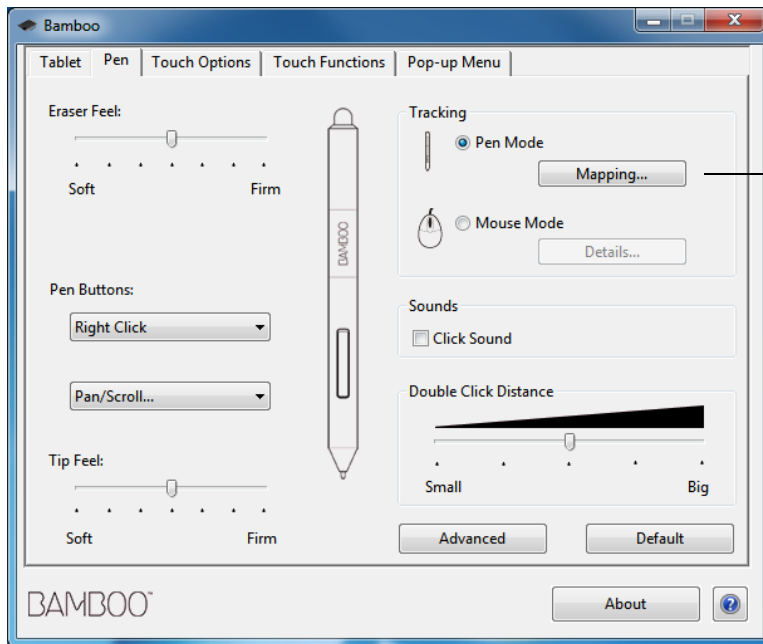 Bamboo
Tablet Pen Touch Options Touch Functions Pop-up Menu
Eraser Feel:
Soft Firm
Pen Buttons:
Right Click
Pan/Scroll...
Tip Feel:
Soft Firm
BAMBOO
Tracking
Pen Mode
Mapping...
Mouse Mode
Details...
Sounds
Click Sound
Double Click Distance
Small Big
Advanced Default
BAMBOO™
About ?